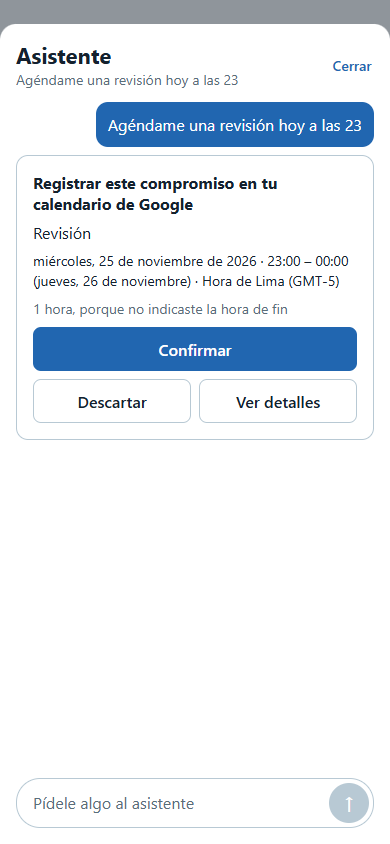 Asistente
Cerrar
Agéndame una revisión hoy a las 23
Agéndame una revisión hoy a las 23
Registrar este compromiso en tu
calendario de Google
Revisión
miércoles, 25 de noviembre de 2026 · 23:00 – 00:00
(jueves, 26 de noviembre) · Hora de Lima (GMT-5)
1 hora, porque no indicaste la hora de fin
Confirmar
Descartar
Ver detalles
Pídele algo al asistente
↑